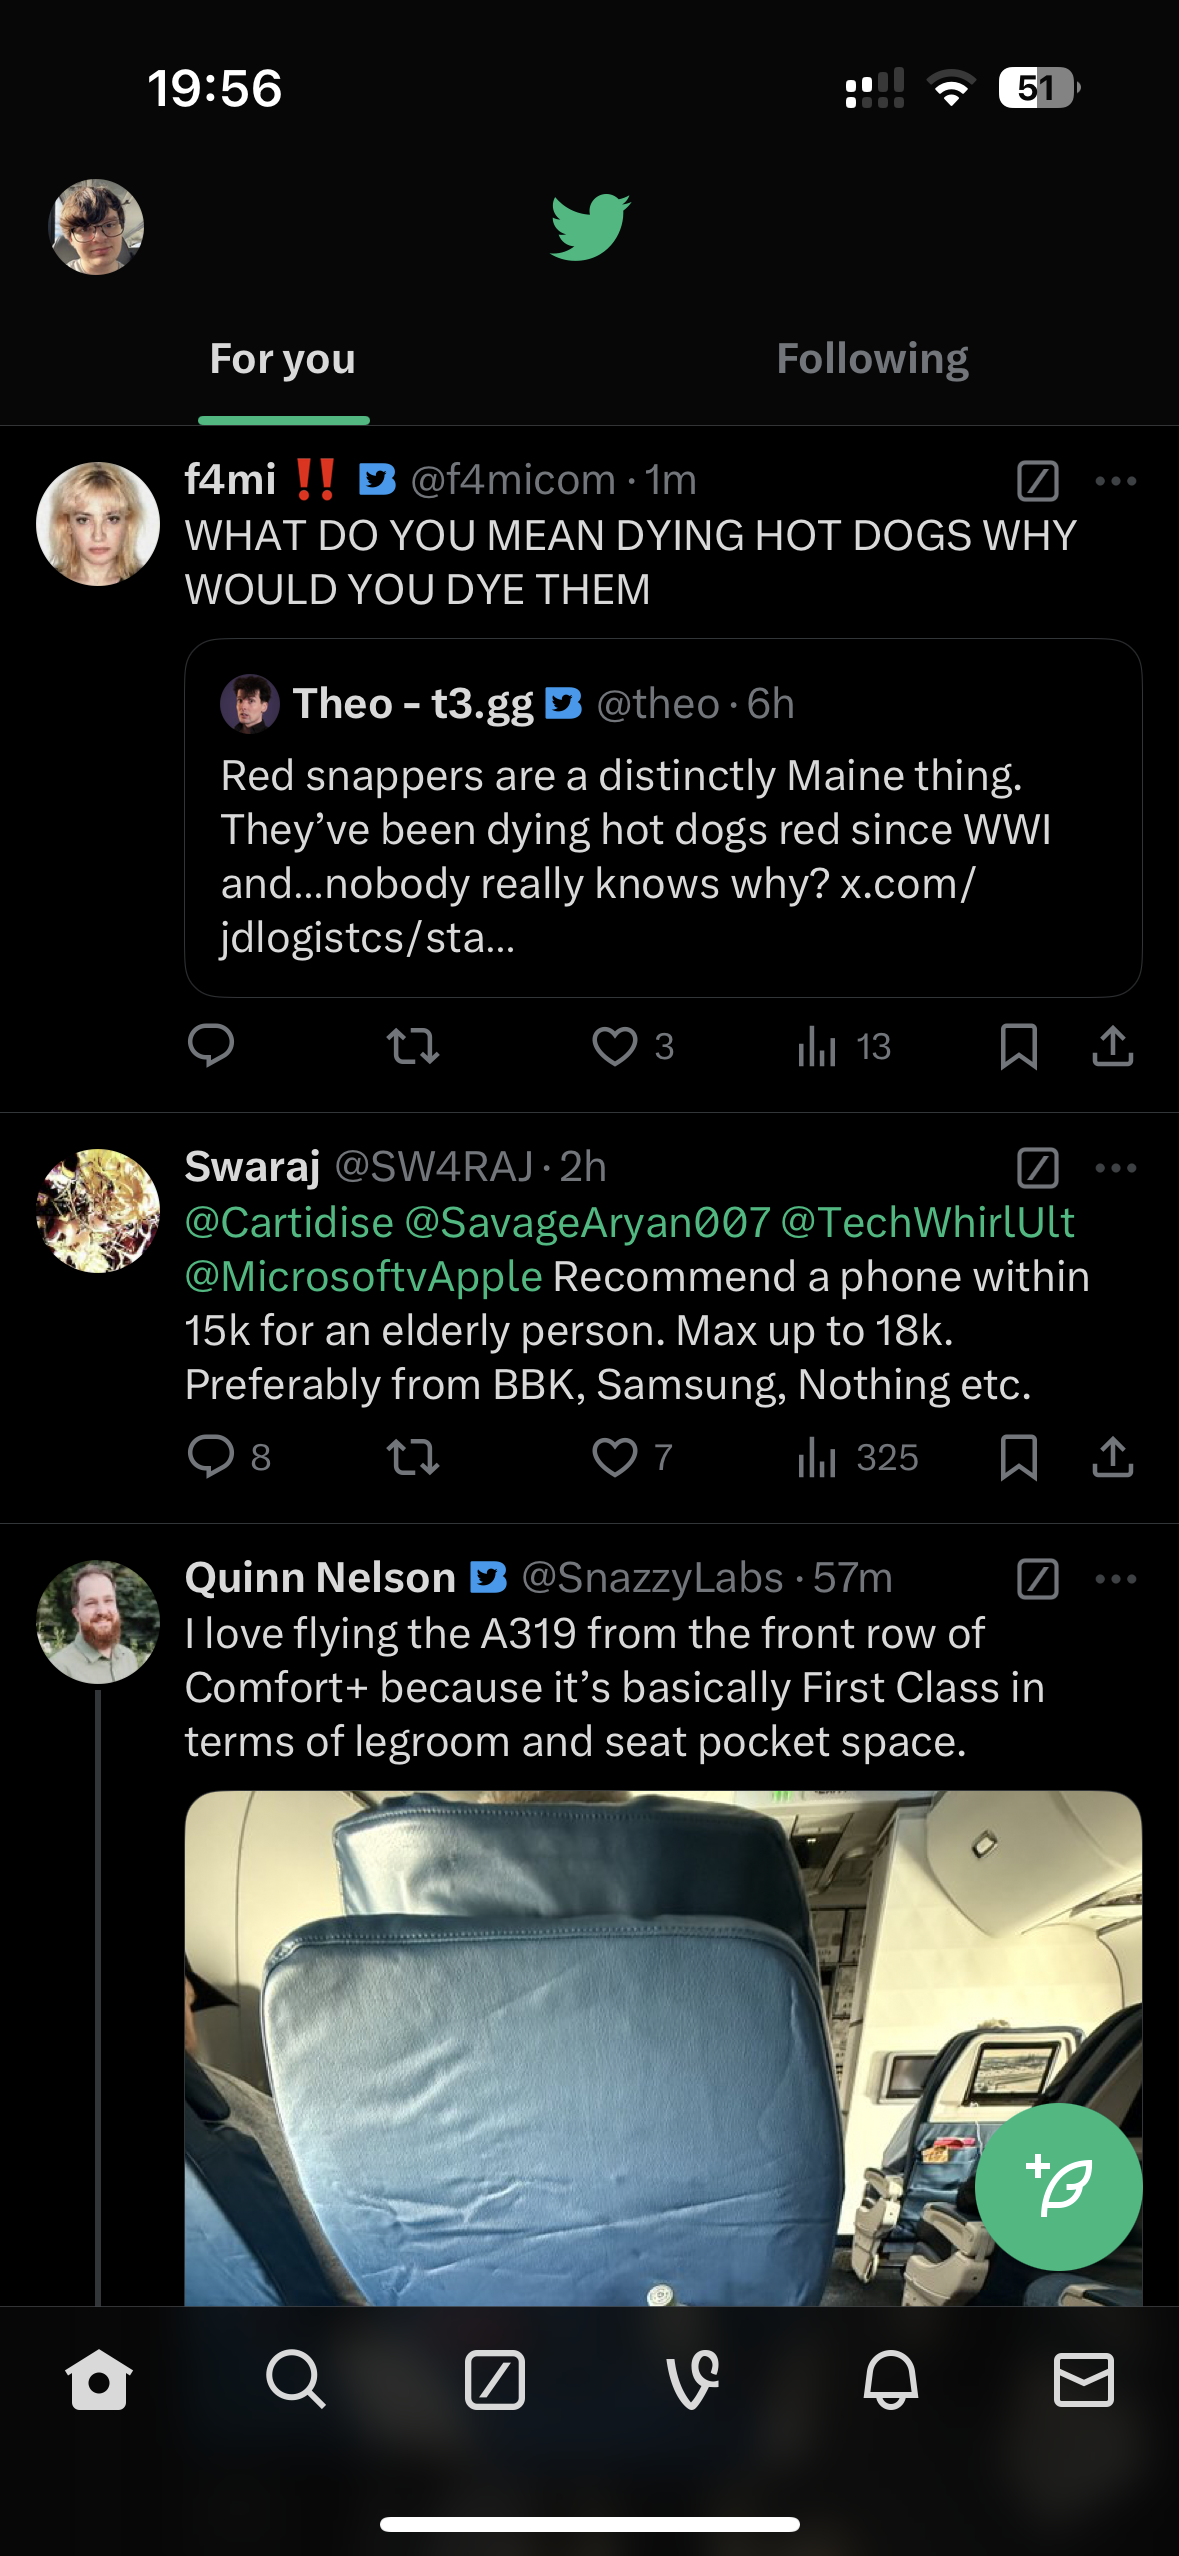 19:56
51
For you
Following
f4mi ‼️ @f4micom · 1m
WHAT DO YOU MEAN DYING HOT DOGS WHY
WOULD YOU DYE THEM
Theo - t3.gg @theo · 6h
Red snappers are a distinctly Maine thing.
They’ve been dying hot dogs red since WWI
and...nobody really knows why? x.com/
jdlogistcs/sta…
3
13
Swaraj @SW4RAJ · 2h
@Cartidise @SavageAryan007 @TechWhirlUlt
@MicrosoftvApple Recommend a phone within
15k for an elderly person. Max up to 18k.
Preferably from BBK, Samsung, Nothing etc.
8
7
325
Quinn Nelson @SnazzyLabs · 57m
I love flying the A319 from the front row of
Comfort+ because it’s basically First Class in
terms of legroom and seat pocket space.